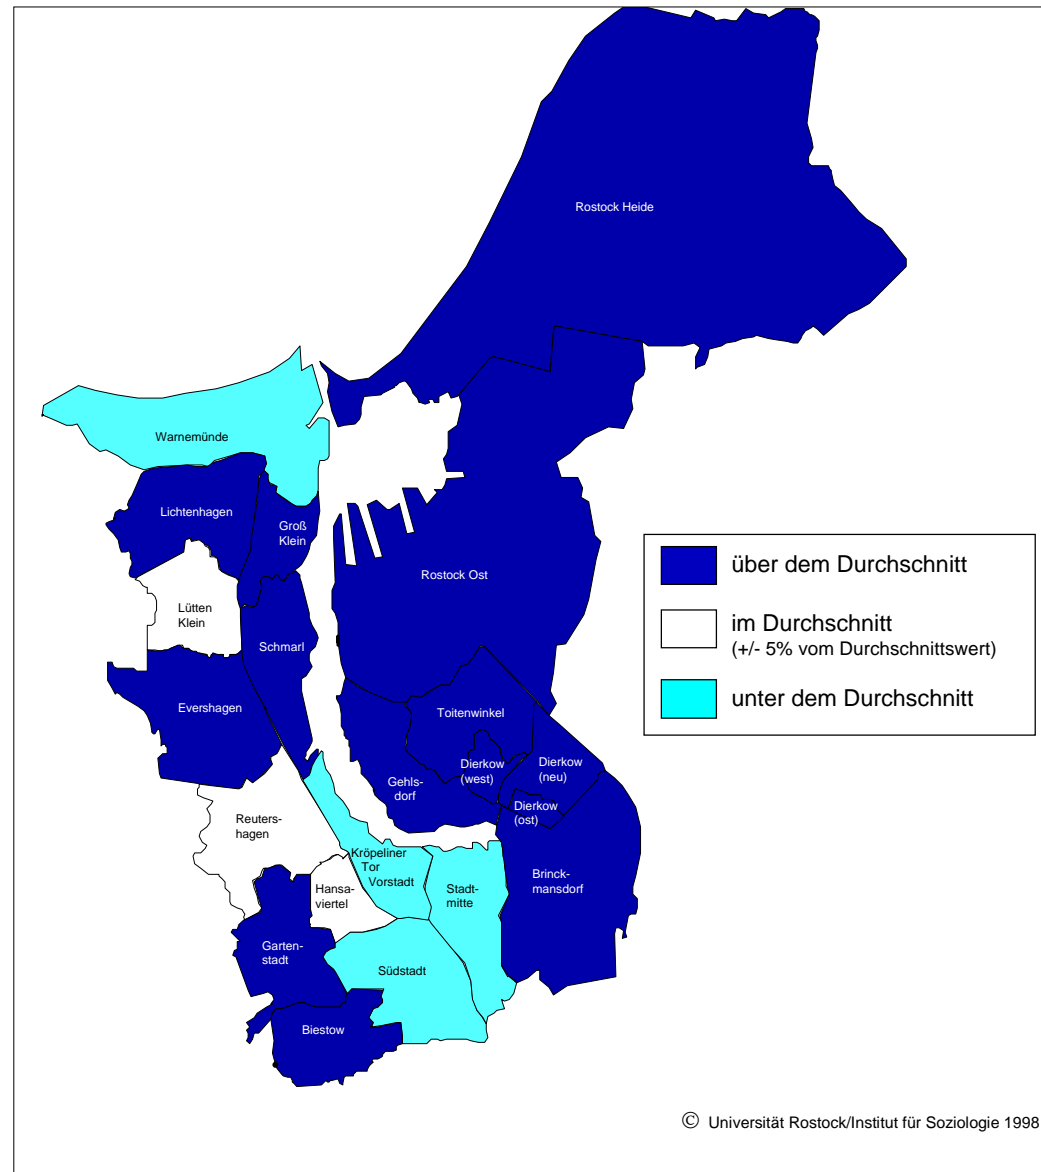 Rostock Heide
Warnemünde
Lichtenhagen
Groß
Klein
Rostock Ost
Lütten
Klein
Schmarl
Evershagen
Toitenwinkel
Dierkow
(west)
Dierkow
(neu)
Gehls-
dorf
Dierkow
(ost)
Reuters-
hagen
Kröpeliner
Tor
Vorstadt
Hansa-
viertel
Stadt-
mitte
Brinck-
mansdorf
Garten-
stadt
Südstadt
Biestow
über dem Durchschnitt
im Durchschnitt
(+/- 5% vom Durchschnittswert)
unter dem Durchschnitt
© Universität Rostock/Institut für Soziologie 1998